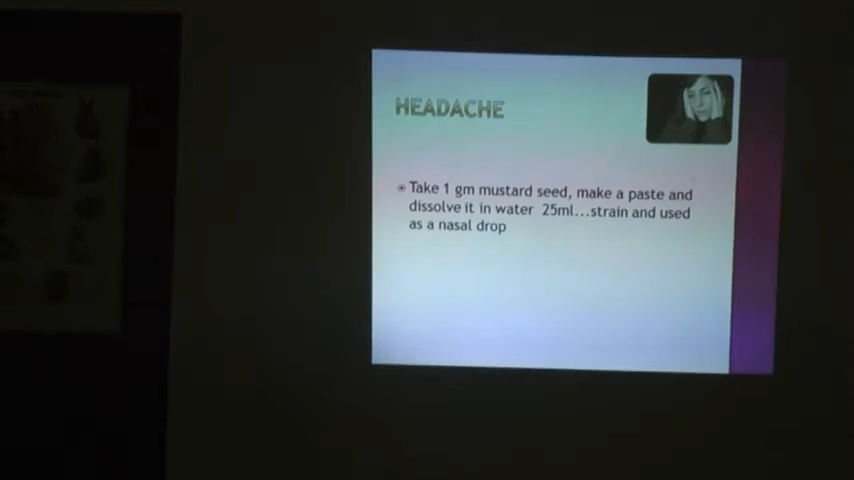 HEADACHE
Take 1 gm mustard seed, make a paste and
dissolve it in water 25ml...strain and used
as a nasal drop